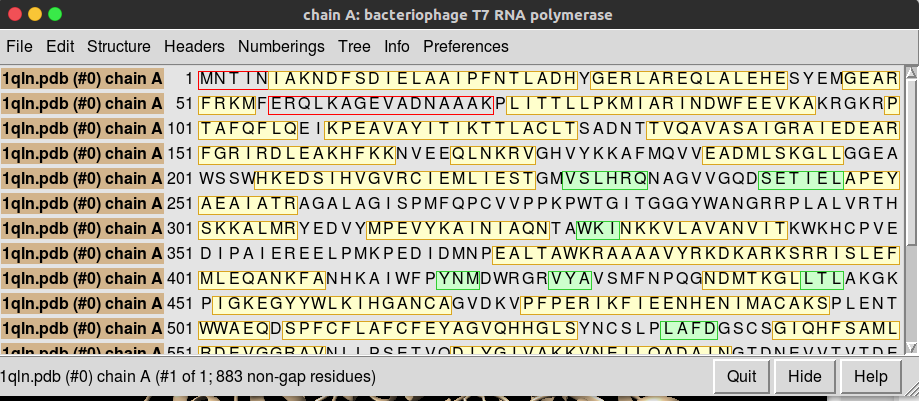 chain A: bacteriophage T7 RNA polymerase
File Edit Structure Headers Numberings Tree Info Preferences
1qln.pdb (#0) chain A 1 MNTINIAKNDFSDIELAAIPFNTLADHYGERLAREQLALEHESYEMGEAR
1qln.pdb (#0) chain A 51 FRKMFERQLKAGEVADNAAAKPLITTLLPKMIARINDWFEEVKAKRGKRP
1qln.pdb (#0) chain A 101 TAFQFLQEIKPEAVAYITIKTTLACLTSADNTTVQAVASAIGRAIEDEAR
1qln.pdb (#0) chain A 151 FGRIRDLEAKHFKKNVEEQLNKRVGHVYKKAFMQVVEADMLSKGLLGGEA
1qln.pdb (#0) chain A 201 WSSWHKEDSIHVGVRCIEMLIESTGMVSLHRQNAGVVGQDSETIELAPEY
1qln.pdb (#0) chain A 251 AEAIATRAGALAGISPMFQPCVVPPKPWTGITGGGYWANGRRPLALVRTH
1qln.pdb (#0) chain A 301 SKKALMRYEDVYMPEVYKAINIAQNTAWKINKKVLAVANVITKWKHCPVE
1qln.pdb (#0) chain A 351 DIPAIEREELPMKPEDIDMNPEALTAWKRAAAAVYRKDKARKSRRISLEF
1qln.pdb (#0) chain A 401 MLEQANKFANHKAIWFPYNMDWRGRVYAVSMFNPQGNDMTKGLLTLAKGK
1qln.pdb (#0) chain A 451 PIGKEGYYWLKIHGANCAGVDKVPFPERIKFIEENHENIMACAKSPLENT
1qln.pdb (#0) chain A 501 WWAEQDSPFCFLAFCFEYAGVQHHGLSYNCSLPLAFDGSCSGIQHFSAML
1qln.pdb (#0) chain A 551 RDEVGGRAVNLLPSETVQDIYGIVAKKVNEILQADAINGTDNEVVTVTDE
1qln.pdb (#0) chain A (#1 of 1; 883 non-gap residues) Quit Hide Help